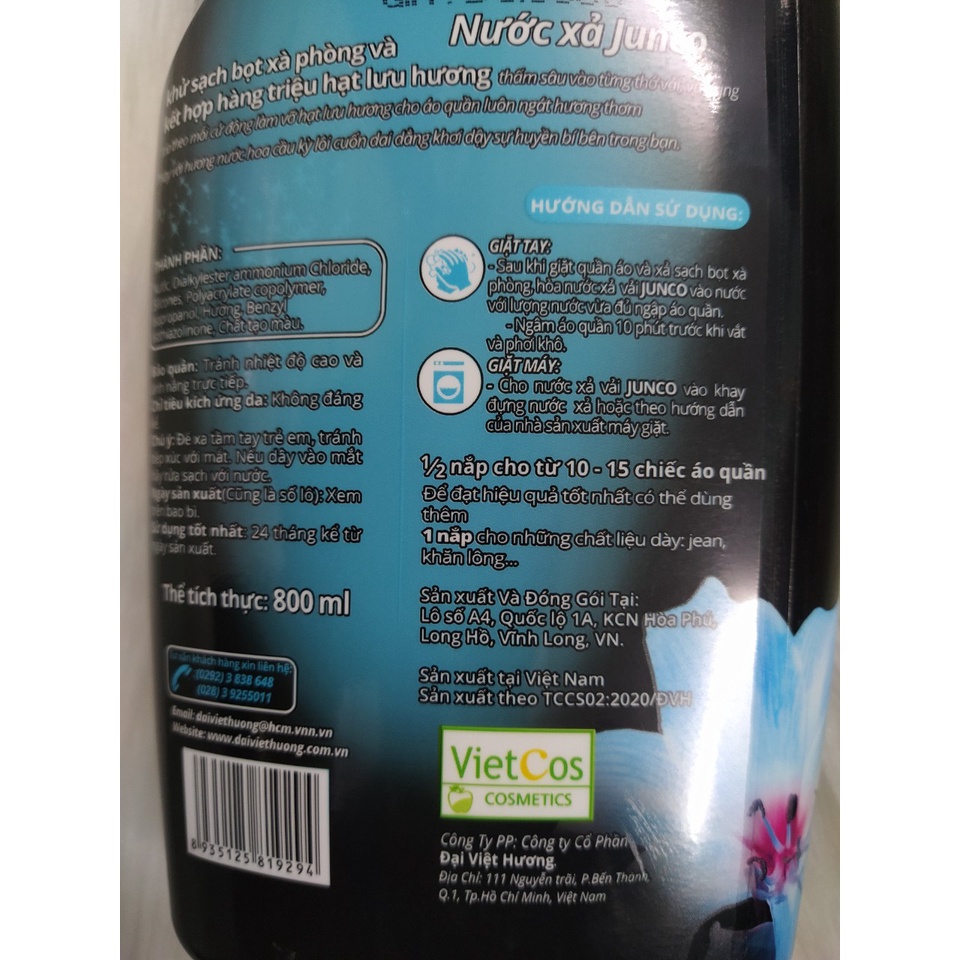 Nước xả Junco
khử sạch bọt xà phòng và
kết hợp hàng triệu hạt lưu hương thấm sâu vào từng thớ vải
theo mỗi cử động làm vỡ hạt lưu hương cho áo quần luôn ngát hương thơm
với hương nước hoa cầu kỳ lôi cuốn dai dẳng khơi dậy sự huyền bí bên trong bạn.
HƯỚNG DẪN SỬ DỤNG:
THÀNH PHẦN:
Dialkylester ammonium Chloride,
Polyacrylate copolymer,
Hương, Benzyl
Chất tạo màu.
Bảo quản: Tránh nhiệt độ cao và
nắng trực tiếp.
Chỉ tiêu kích ứng da: Không đáng
kể.
Chú ý: Để xa tầm tay trẻ em, tránh
tiếp xúc với mắt. Nếu dây vào mắt
hãy rửa sạch với nước.
Ngày sản xuất(Cũng là số lô): Xem
trên bao bì.
Sử dụng tốt nhất: 24 tháng kể từ
ngày sản xuất.
Thể tích thực: 800 ml
Tư vấn khách hàng xin liên hệ:
(0292) 3 838 648
(028) 3 9255011
Email: daiviethuong@hcm.vnn.vn
Website: www.daiviethuong.com.vn
8 935125 819294
GIẶT TAY:
- Sau khi giặt quần áo và xả sạch bọt xà
phòng, hòa nước xả vải JUNCO vào nước
với lượng nước vừa đủ ngập áo quần.
- Ngâm áo quần 10 phút trước khi vắt
và phơi khô.
GIẶT MÁY:
- Cho nước xả vải JUNCO vào khay
đựng nước xả hoặc theo hướng dẫn
của nhà sản xuất máy giặt.
1/2 nắp cho từ 10 - 15 chiếc áo quần
Để đạt hiệu quả tốt nhất có thể dùng
thêm
1 nắp cho những chất liệu dày: jean,
khăn lông...
Sản xuất Và Đóng Gói Tại:
Lô số A4, Quốc lộ 1A, KCN Hòa Phú,
Long Hồ, Vĩnh Long, VN.
Sản xuất tại Việt Nam
Sản xuất theo TCCS02:2020/ĐVH
VietCos
COSMETICS
Công Ty PP: Công ty Cổ Phần
Đại Việt Hương.
Địa Chỉ: 111 Nguyễn trãi, P.Bến Thành,
Q.1, Tp.Hồ Chí Minh, Việt Nam